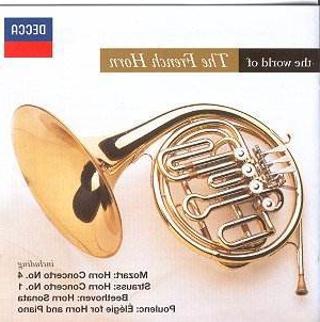 DECCA
the world of The French Horn
including
Mozart: Horn Concerto No. 4
Strauss: Horn Concerto No. 1
Beethoven: Horn Sonata
Poulenc: Élégie for Horn and Piano